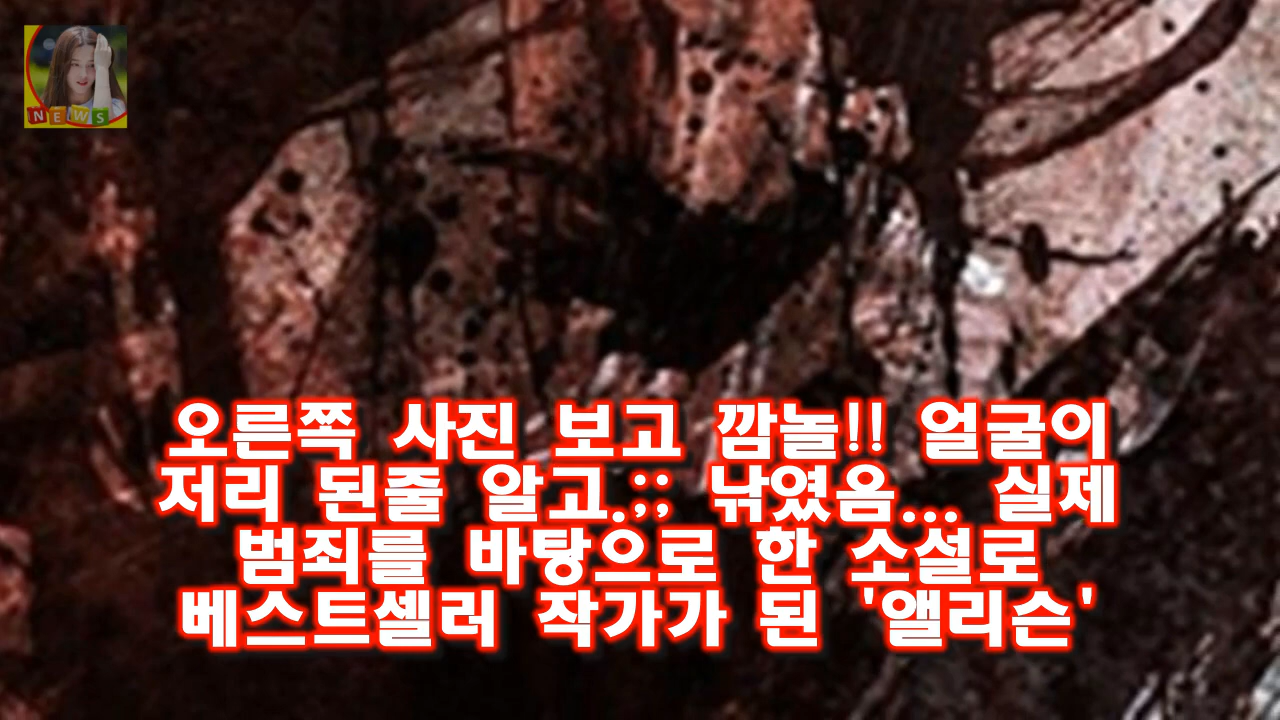 NEWS
오른쪽 사진 보고 깜놀!! 얼굴이
저리 된줄 알고.;; 낚였음... 실제
범죄를 바탕으로 한 소설로
베스트셀러 작가가 된 '앨리슨'